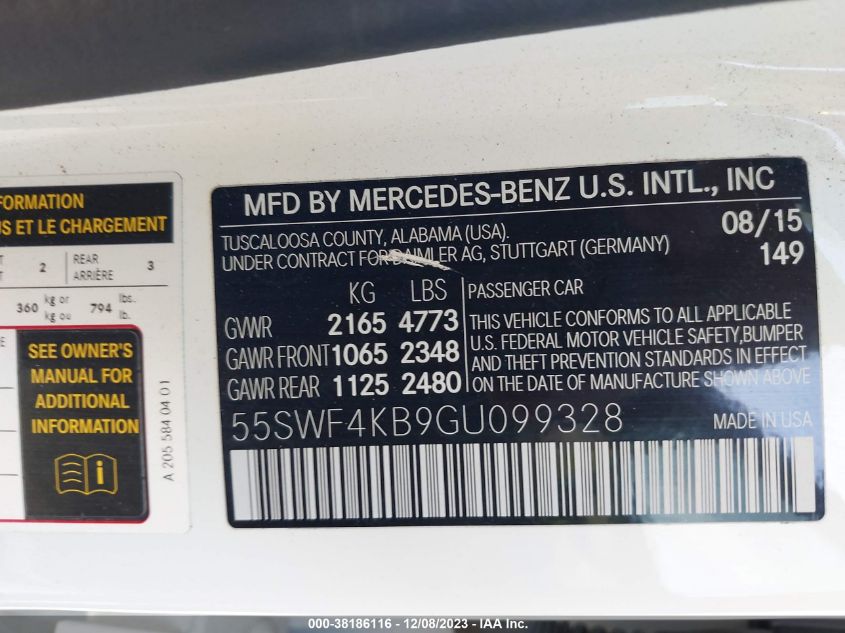 FORMATION
US ET LE CHARGEMENT
2 REAR 3
ARRIÈRE
360 kg or 794 lbs.
kg ou lb.
SEE OWNER'S
MANUAL FOR
ADDITIONAL
INFORMATION
A 205 584 04 01
MFD BY MERCEDES-BENZ U.S. INTL., INC
TUSCALOOSA COUNTY, ALABAMA (USA). 08/15
UNDER CONTRACT FOR DAIMLER AG, STUTTGART (GERMANY) 149
KG LBS PASSENGER CAR
GVWR 2165 4773 THIS VEHICLE CONFORMS TO ALL APPLICABLE
U.S. FEDERAL MOTOR VEHICLE SAFETY,BUMPER
GAWR FRONT 1065 2348 AND THEFT PREVENTION STANDARDS IN EFFECT
GAWR REAR 1125 2480 ON THE DATE OF MANUFACTURE SHOWN ABOVE
55SWF4KB9GU099328 MADE IN USA
000-38186116 - 12/08/2023 - IAA Inc.